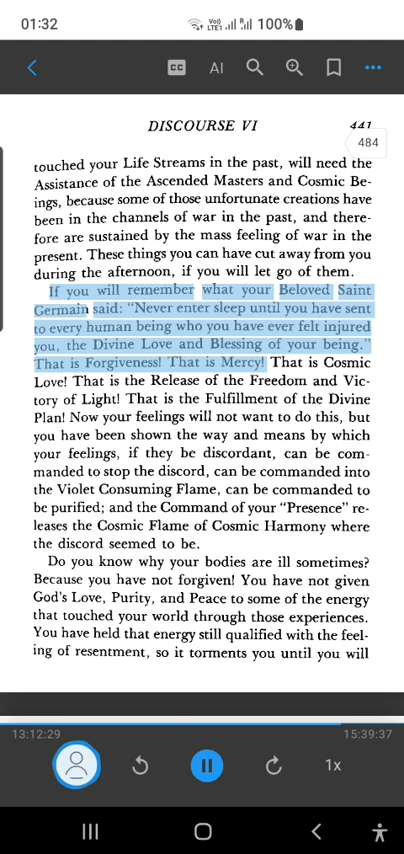 01:32
Vo)) LTE1 R 100%
CC AI
DISCOURSE VI 441
484
touched your Life Streams in the past, will need the
Assistance of the Ascended Masters and Cosmic Be-
ings, because some of those unfortunate creations have
been in the channels of war in the past, and there-
fore are sustained by the mass feeling of war in the
present. These things you can have cut away from you
during the afternoon, if you will let go of them.
If you will remember what your Beloved Saint
Germain said: "Never enter sleep until you have sent
to every human being who you have ever felt injured
you, the Divine Love and Blessing of your being."
That is Forgiveness! That is Mercy! That is Cosmic
Love! That is the Release of the Freedom and Vic-
tory of Light! That is the Fulfillment of the Divine
Plan! Now your feelings will not want to do this, but
you have been shown the way and means by which
your feelings, if they be discordant, can be com-
manded to stop the discord, can be commanded into
the Violet Consuming Flame, can be commanded to
be purified; and the Command of your "Presence" re-
leases the Cosmic Flame of Cosmic Harmony where
the discord seemed to be.
Do you know why your bodies are ill sometimes?
Because you have not forgiven! You have not given
God's Love, Purity, and Peace to some of the energy
that touched your world through those experiences.
You have held that energy still qualified with the feel-
ing of resentment, so it torments you until you will
13:12:29 15:39:37
1x